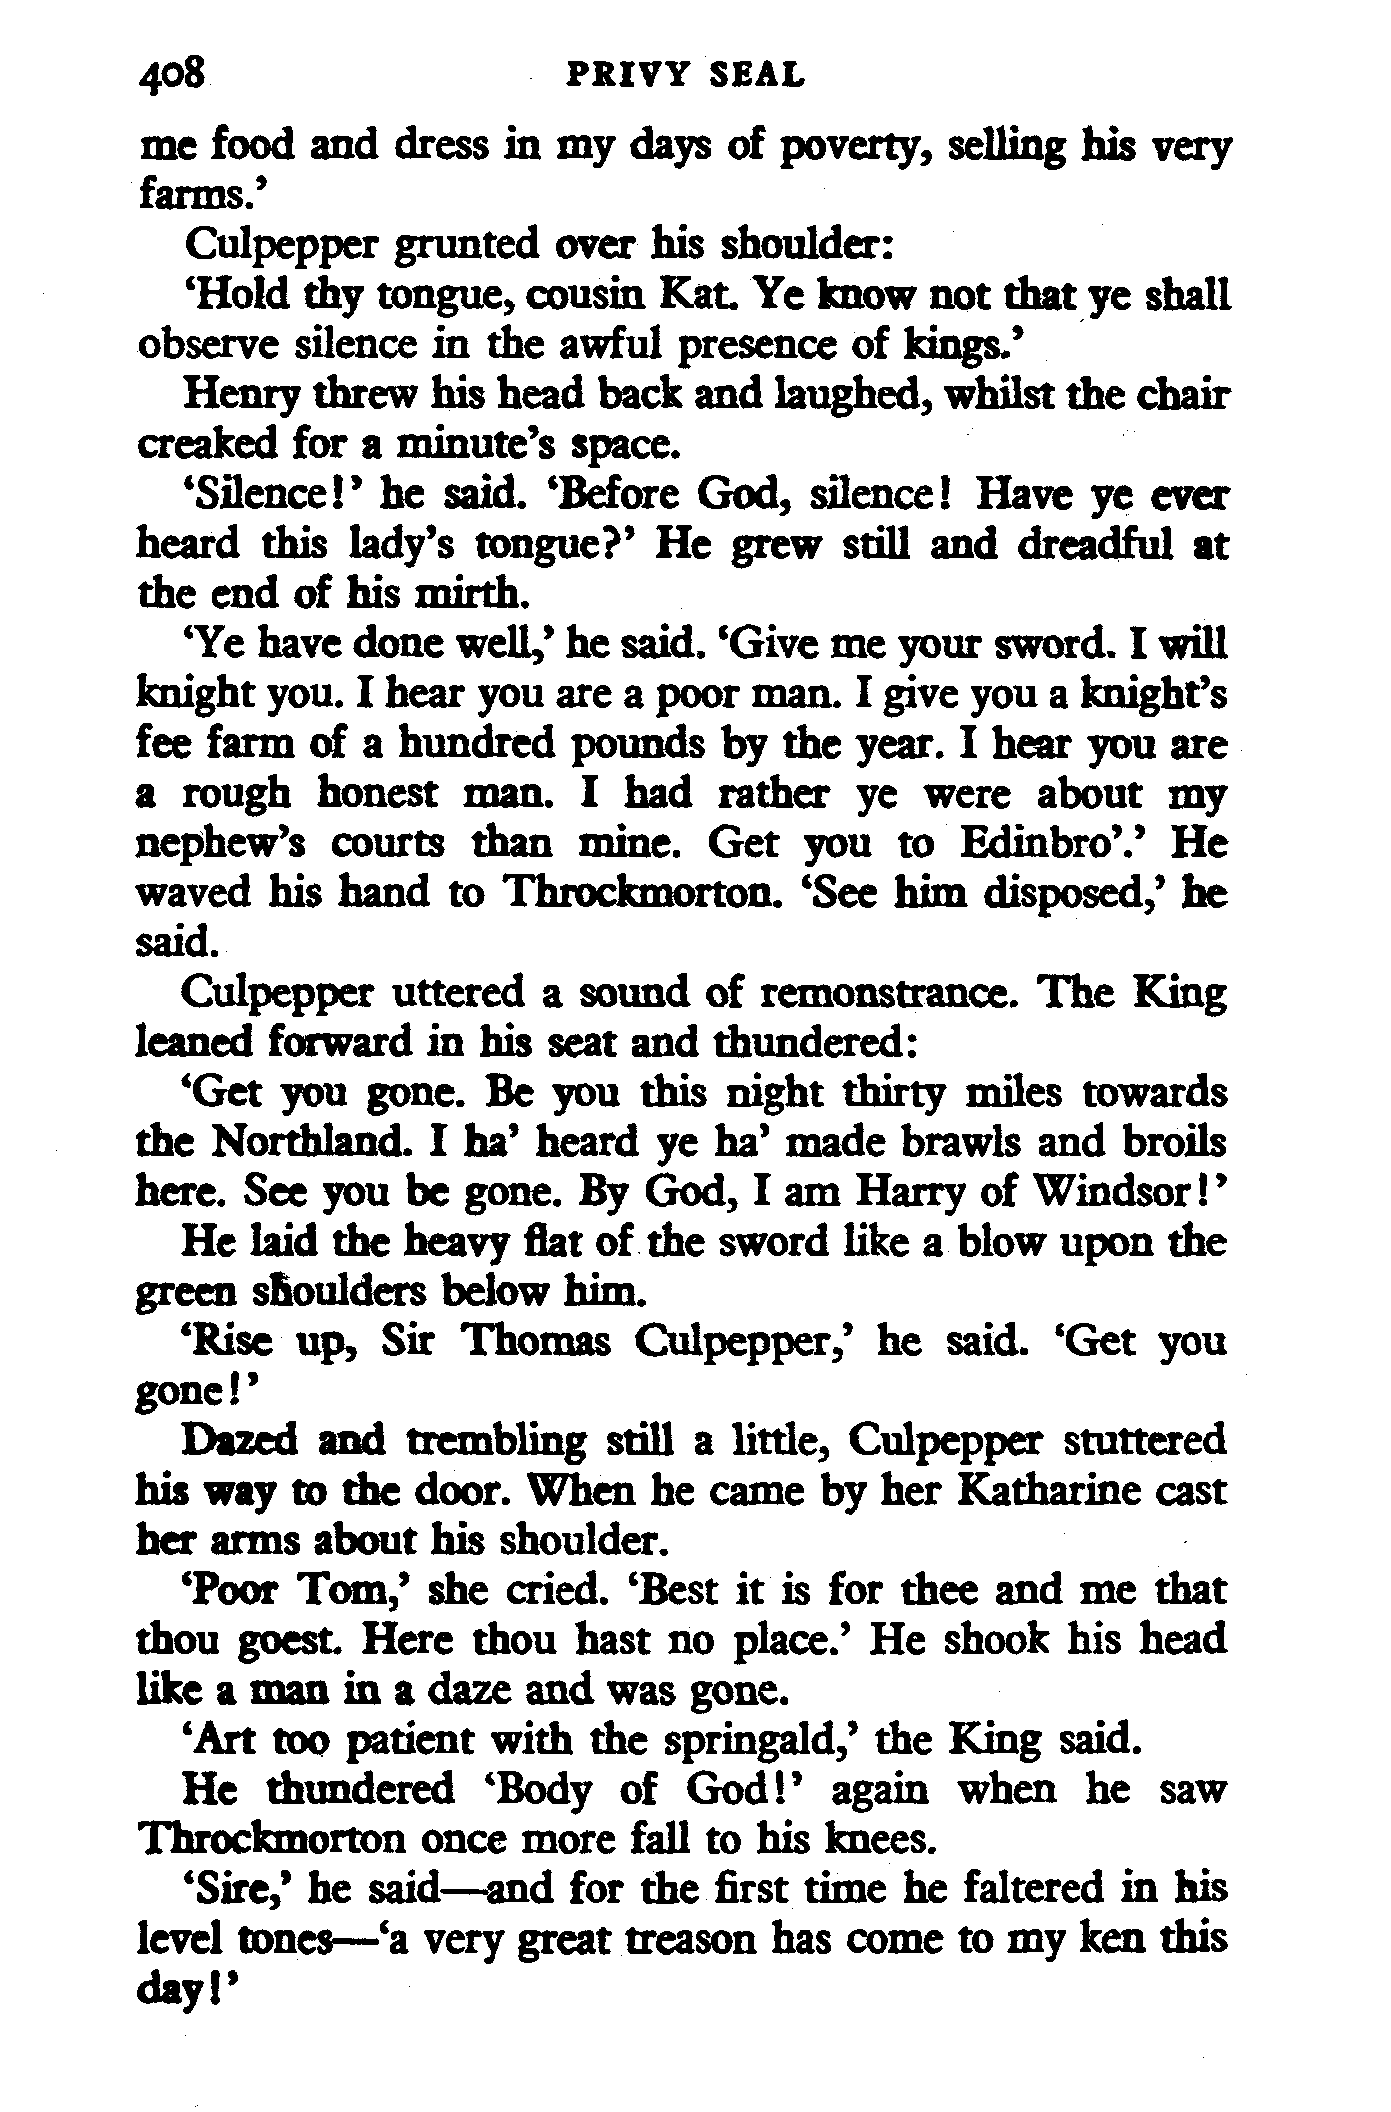 408 PRIVY SEAL
me food and dress in my days of poverty, selling his very
farms.’
Culpepper grunted over his shoulder:
‘Hold thy tongue, cousin Kat. Ye know not that ye shall
observe silence in the awful presence of kings.’
Henry threw his head back and laughed, whilst the chair
creaked for a minute’s space.
‘Silence!’ he said. ‘Before God, silence! Have ye ever
heard this lady’s tongue?’ He grew still and dreadful at
the end of his mirth.
‘Ye have done well,’ he said. ‘Give me your sword. I will
knight you. I hear you are a poor man. I give you a knight’s
fee farm of a hundred pounds by the year. I hear you are
a rough honest man. I had rather ye were about my
nephew’s courts than mine. Get you to Edinbro’.’ He
waved his hand to Throckmorton. ‘See him disposed,’ he
said.
Culpepper uttered a sound of remonstrance. The King
leaned forward in his seat and thundered:
‘Get you gone. Be you this night thirty miles towards
the Northland. I ha’ heard ye ha’ made brawls and broils
here. See you be gone. By God, I am Harry of Windsor!’
He laid the heavy flat of the sword like a blow upon the
green shoulders below him.
‘Rise up, Sir Thomas Culpepper,’ he said. ‘Get you
gone!’
Dazed and trembling still a little, Culpepper stuttered
his way to the door. When he came by her Katharine cast
her arms about his shoulder.
‘Poor Tom,’ she cried. ‘Best it is for thee and me that
thou goest. Here thou hast no place.’ He shook his head
like a man in a daze and was gone.
‘Art too patient with the springald,’ the King said.
He thundered ‘Body of God!’ again when he saw
Throckmorton once more fall to his knees.
‘Sire,’ he said—and for the first time he faltered in his
level tones—‘a very great treason has come to my ken this
day!’